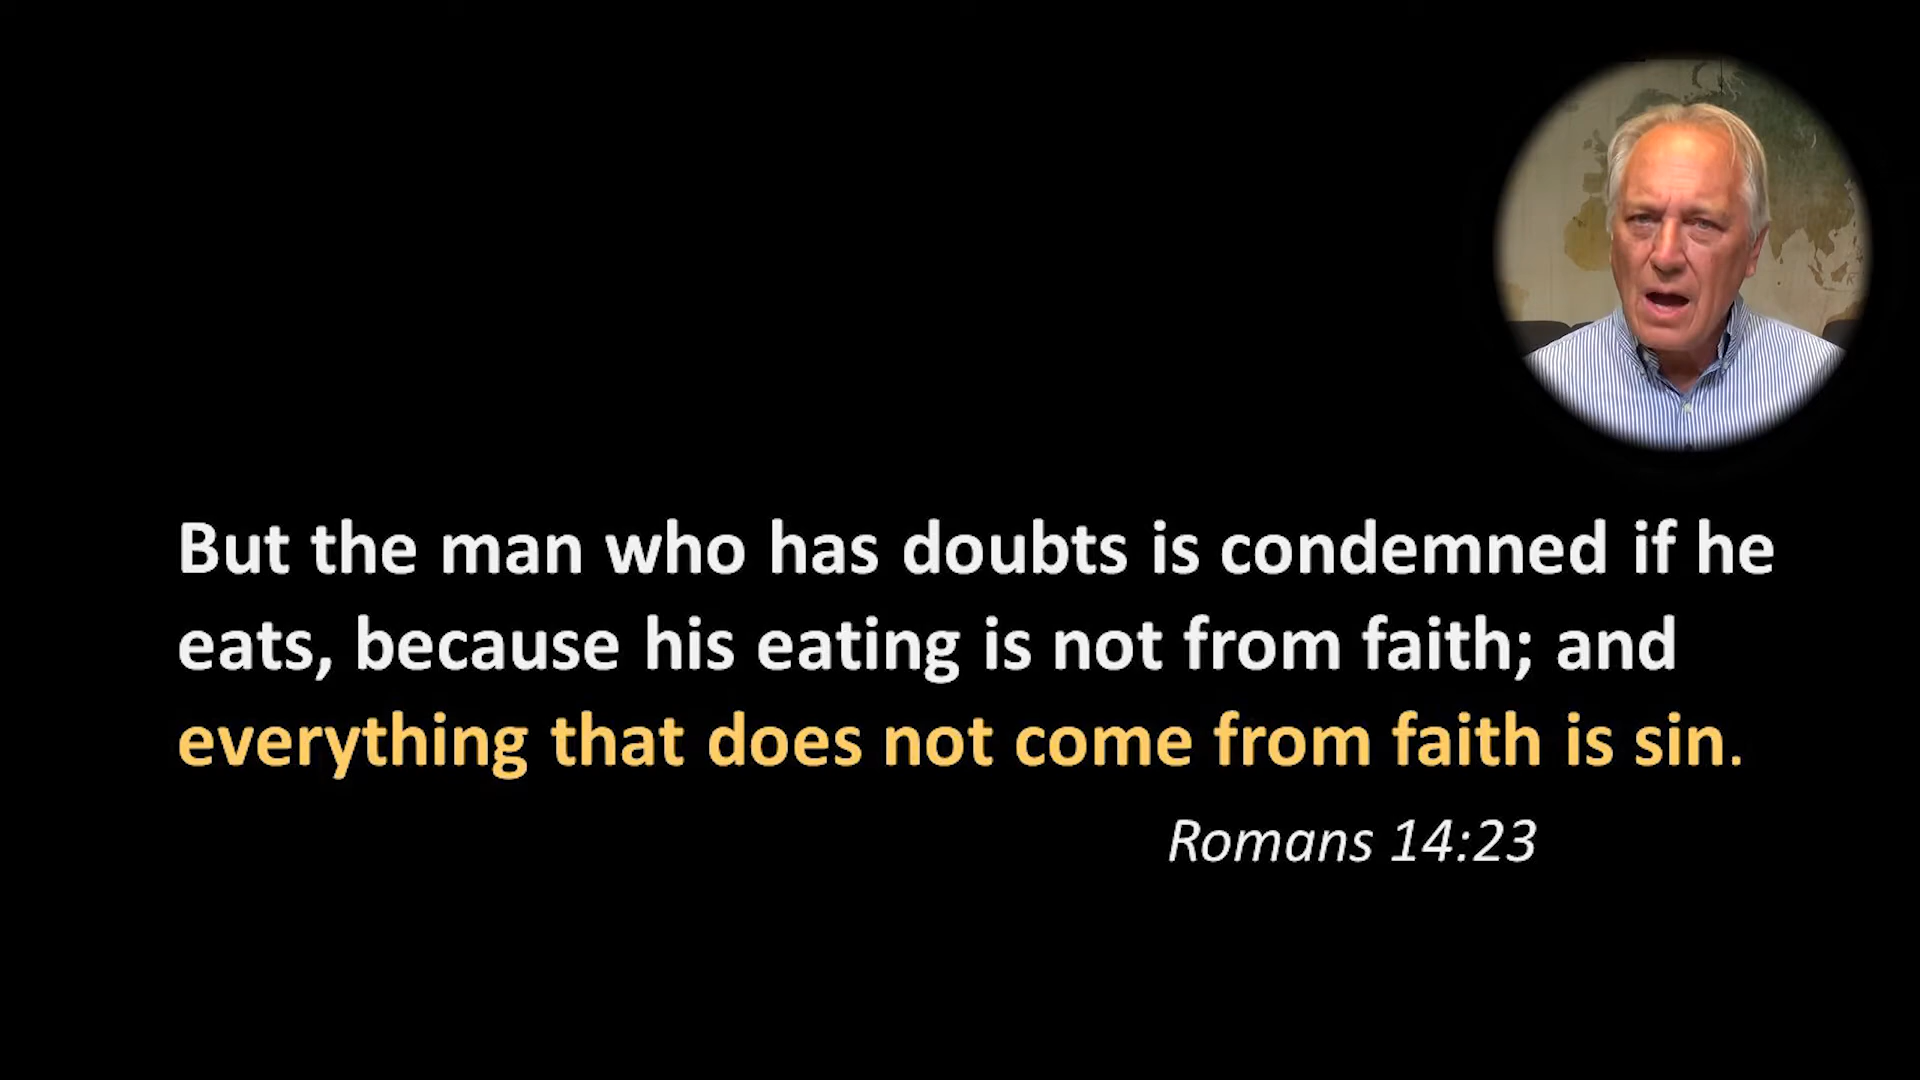 But the man who has doubts is condemned if he
eats, because his eating is not from faith; and
everything that does not come from faith is sin.
Romans 14:23